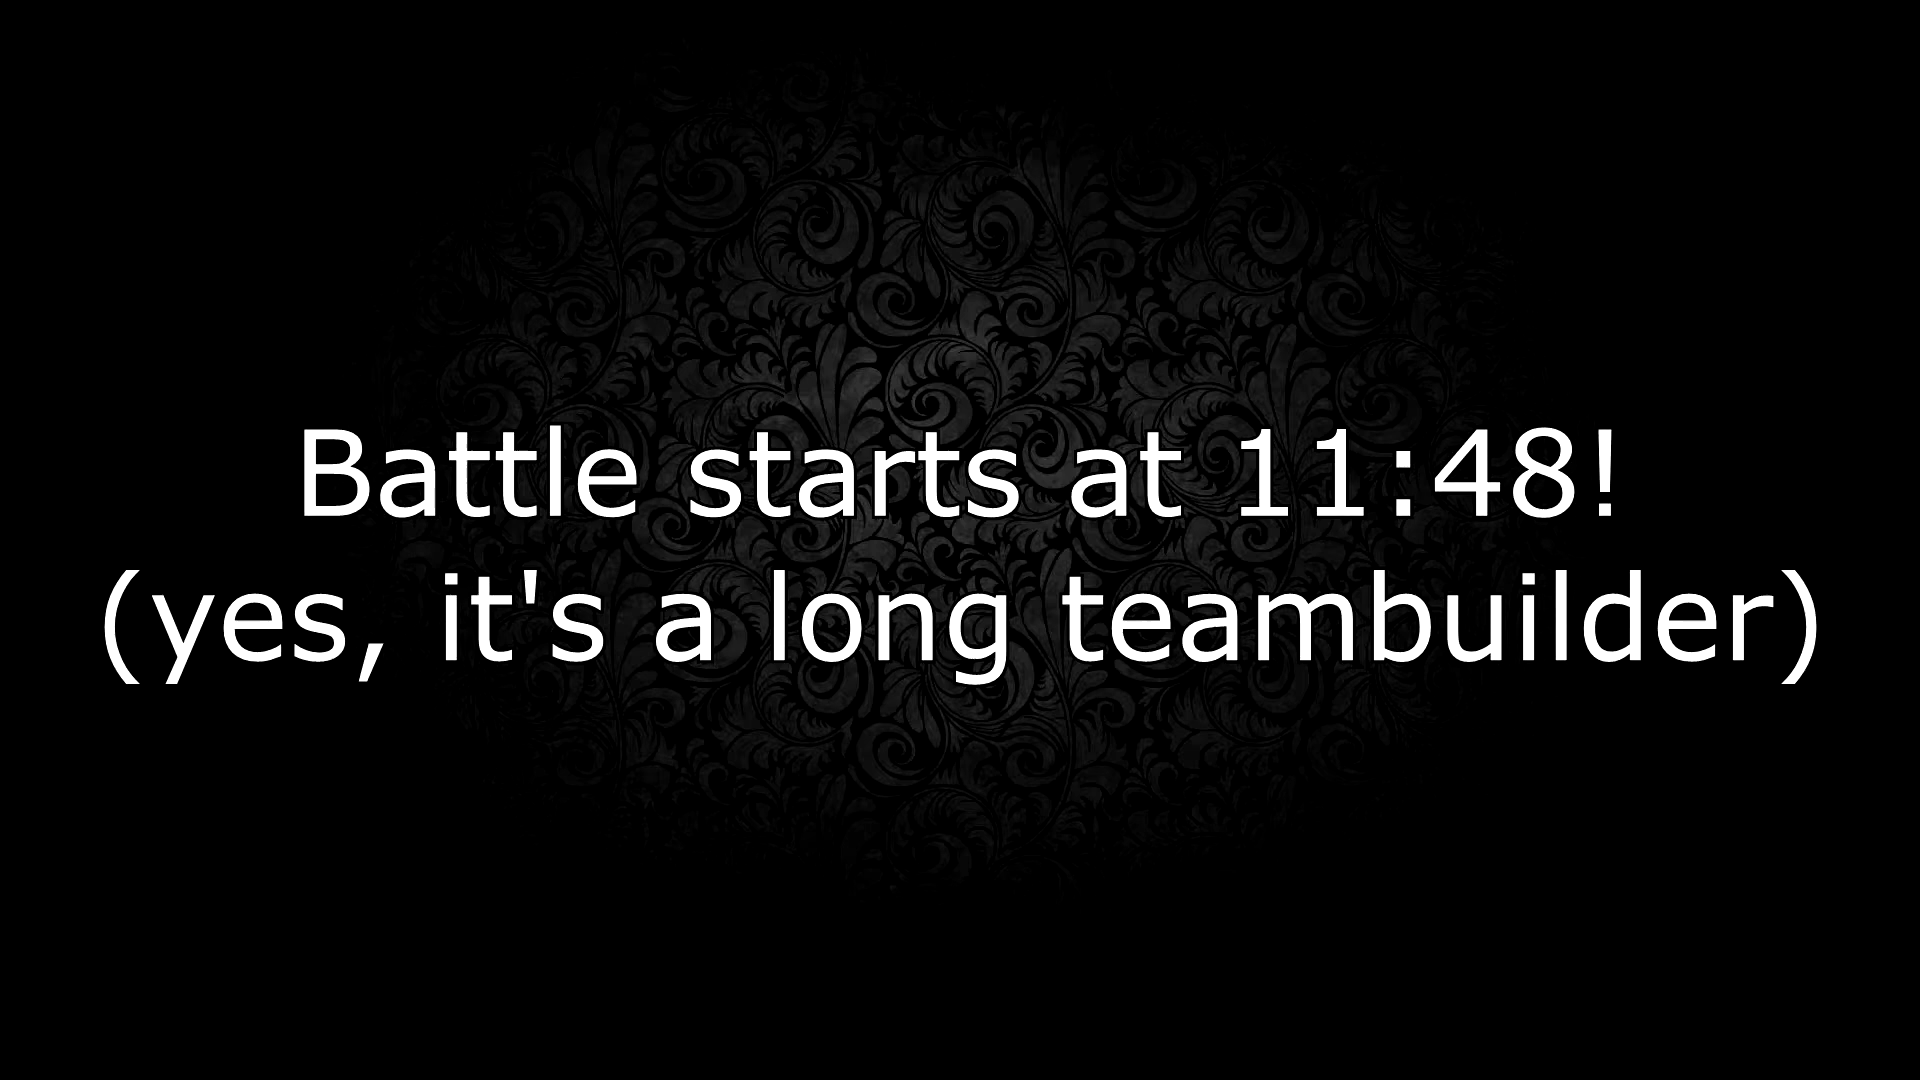 Battle starts at 11:48!
(yes, it's a long teambuilder)